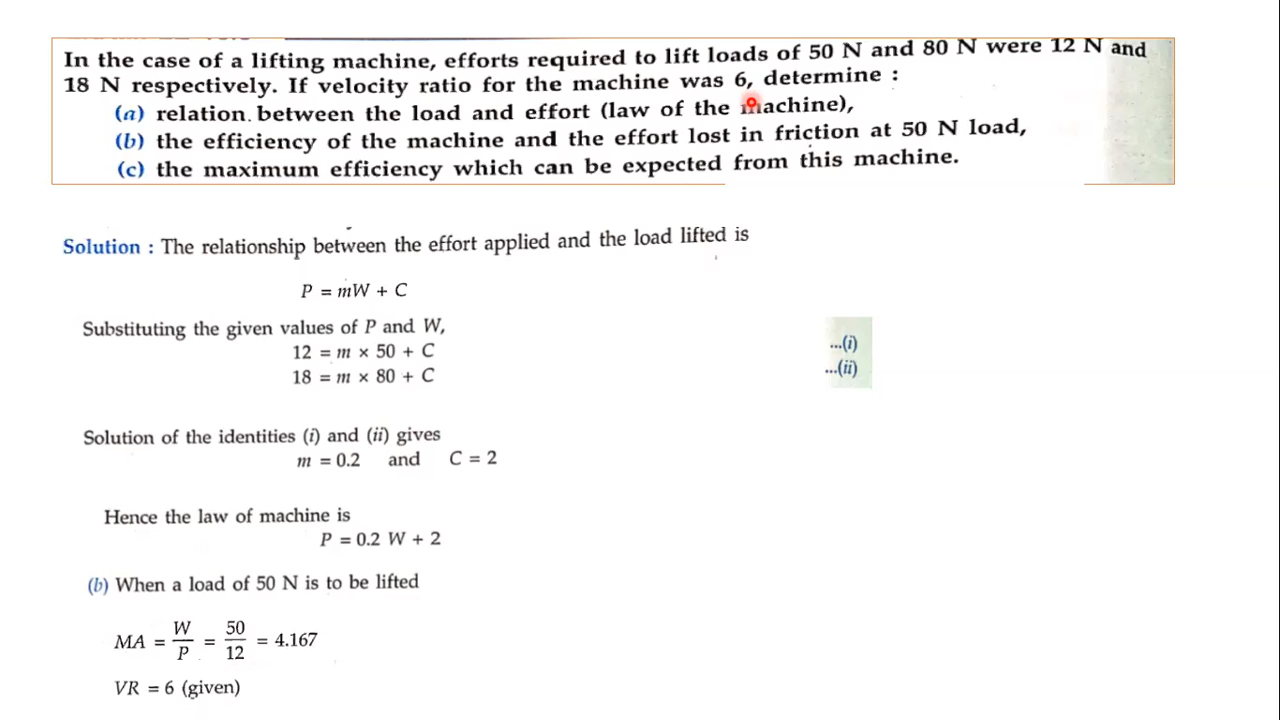 In the case of a lifting machine, efforts required to lift loads of 50 N and 80 N were 12 N and
18 N respectively. If velocity ratio for the machine was 6, determine :
(a) relation between the load and effort (law of the machine),
(b) the efficiency of the machine and the effort lost in friction at 50 N load,
(c) the maximum efficiency which can be expected from this machine.
Solution : The relationship between the effort applied and the load lifted is
P = mW + C
Substituting the given values of P and W,
12 = m × 50 + C ...(i)
18 = m × 80 + C ...(ii)
Solution of the identities (i) and (ii) gives
m = 0.2 and C = 2
Hence the law of machine is
P = 0.2 W + 2
(b) When a load of 50 N is to be lifted
MA = W/P = 50/12 = 4.167
VR = 6 (given)